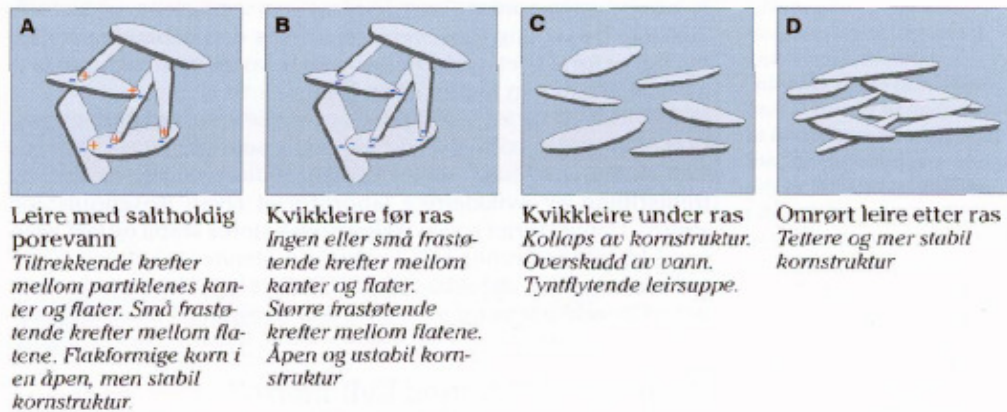 A
Leire med saltholdig
porevann
Tiltrekkende krefter
mellom partiklenes kan-
ter og flater. Små frastø-
tende krefter mellom fla-
tene. Flakformige korn i
en åpen, men stabil
kornstruktur.
B
Kvikkleire før ras
Ingen eller små frastø-
tende krefter mellom
kanter og flater.
Større frastøtende
krefter mellom flatene.
Åpen og ustabil korn-
struktur
C
Kvikkleire under ras
Kollaps av kornstruktur.
Overskudd av vann.
Tyntflytende leirsuppe.
D
Omrørt leire etter ras
Tettere og mer stabil
kornstruktur